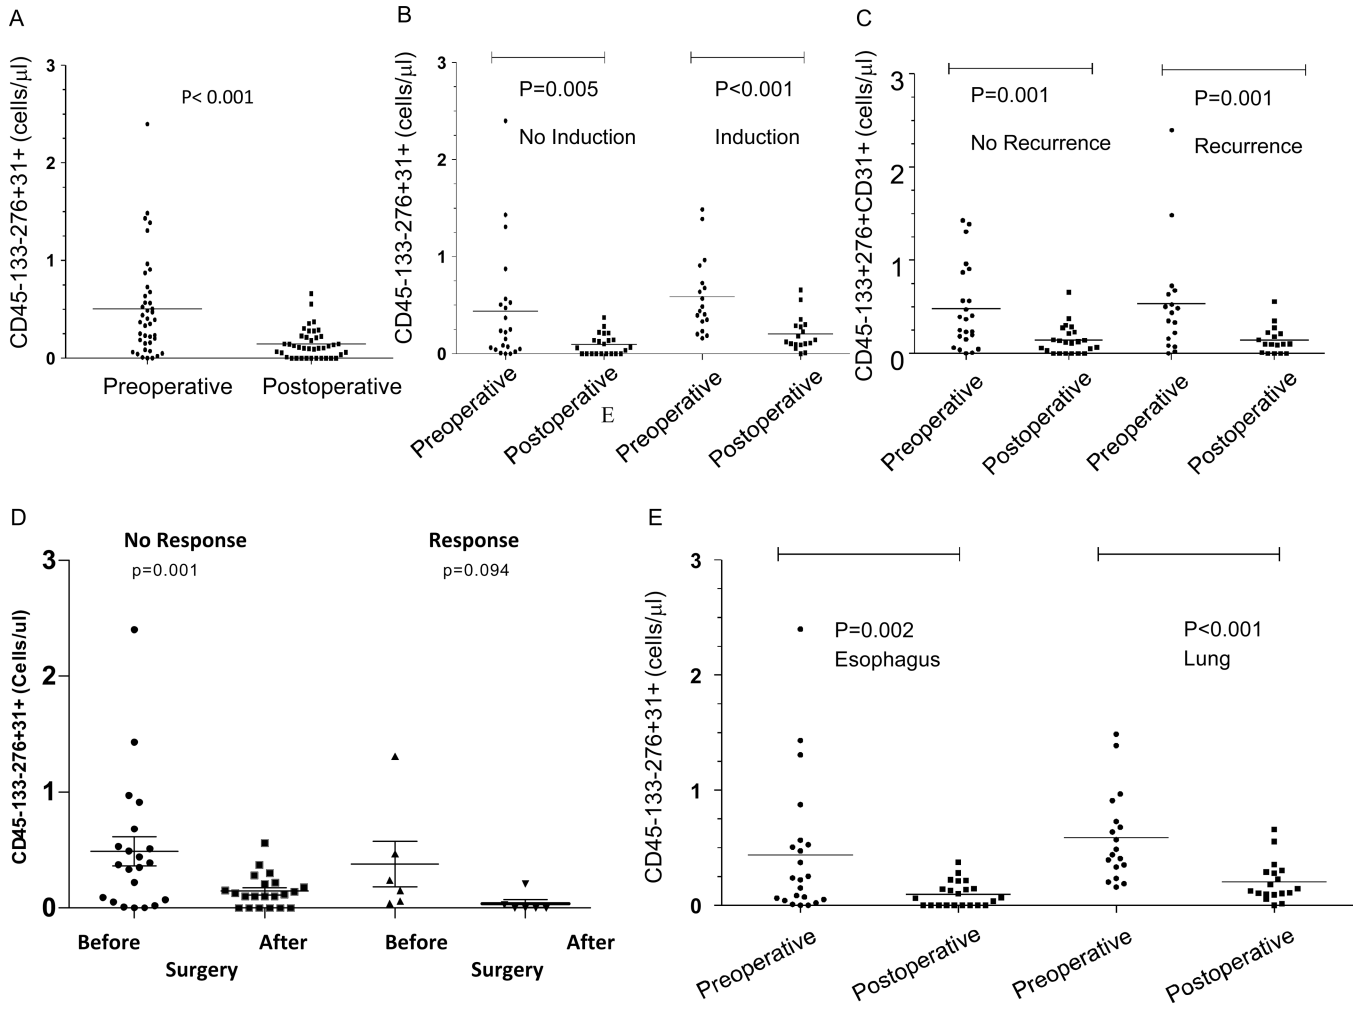 A
CD45-133-276+31+ (cells/µl)
3
2
1
0
P< 0.001
Preoperative
Postoperative
B
CD45-133-276+31+ (cells/µl)
3
2
1
0
P=0.005
No Induction
P<0.001
Induction
Preoperative
Postoperative
E
Preoperative
Postoperative
C
CD45-133+276+CD31+ (cells/µl)
3
2
1
0
P=0.001
No Recurrence
P=0.001
Recurrence
Preoperative
Postoperative
Preoperative
Postoperative
D
CD45-133-276+31+ (Cells/ul)
3
2
1
0
No Response
p=0.001
Response
p=0.094
Before
After
Surgery
Before
After
Surgery
E
CD45-133-276+31+ (cells/µl)
3
2
1
0
P=0.002
Esophagus
P<0.001
Lung
Preoperative
Postoperative
Preoperative
Postoperative